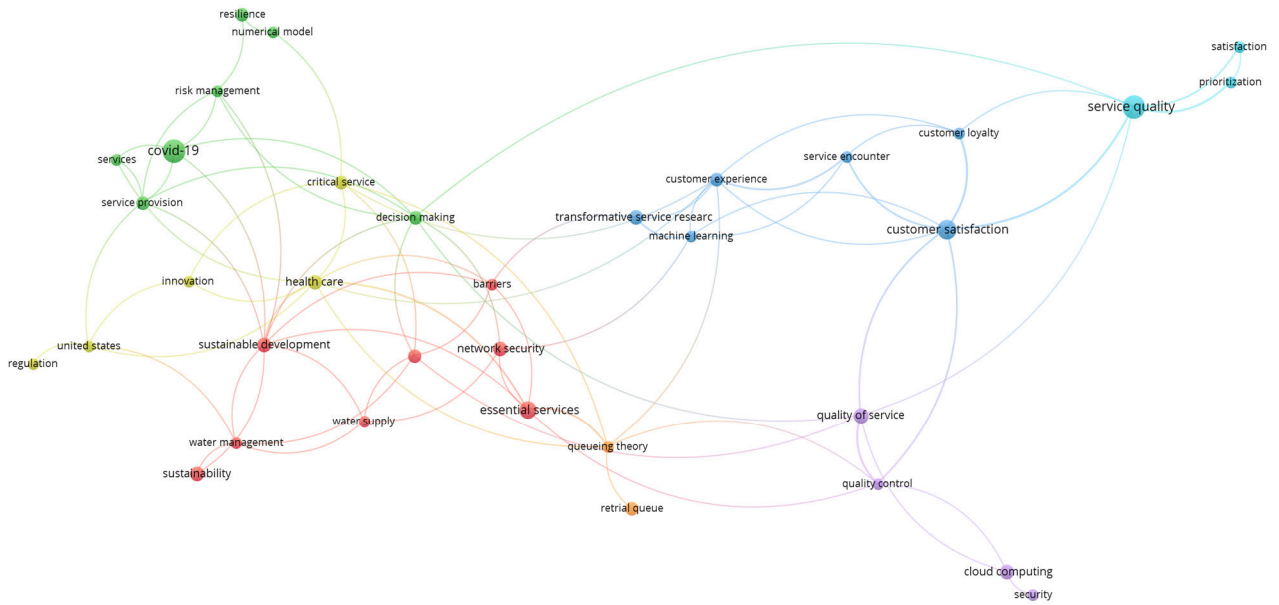 resilience
numerical model
satisfaction
prioritization
risk management
service quality
customer loyalty
covid-19
services
service encounter
critical service
customer experience
service provision
decision making
transformative service researc
customer satisfaction
machine learning
innovation
health care
barriers
united states
sustainable development
network security
regulation
essential services
quality of service
water supply
water management
queueing theory
sustainability
quality control
retrial queue
cloud computing
security